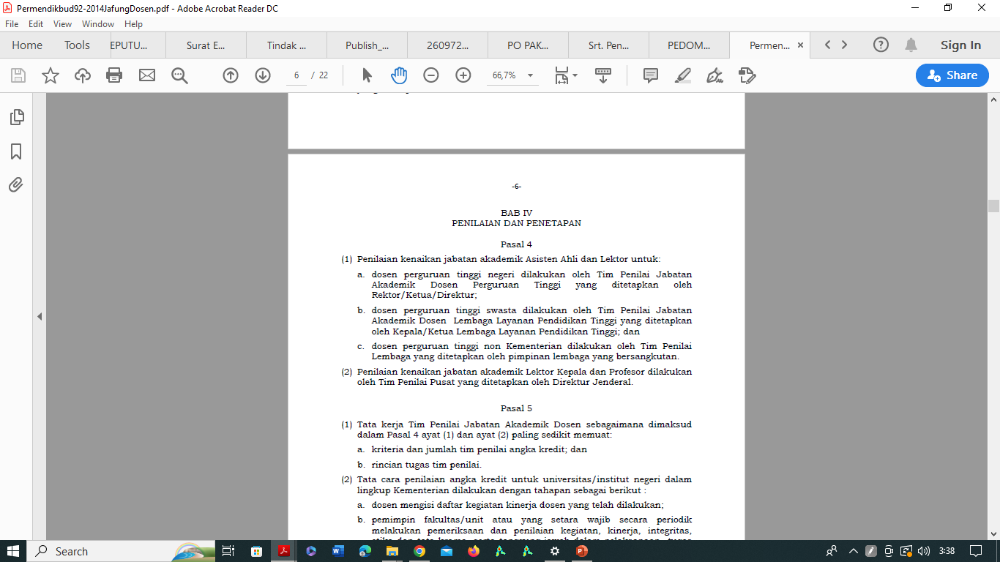 Permendikbud92-2014JafungDosen.pdf - Adobe Acrobat Reader DC
File Edit View Window Help
Home Tools EPUTU... Surat E... Tindak ... Publish_... 260972... PO PAK... Srt. Pen... PEDOM... Permen... × Sign In
6 / 22 66,7% Share
-6-
BAB IV
PENILAIAN DAN PENETAPAN
Pasal 4
(1) Penilaian kenaikan jabatan akademik Asisten Ahli dan Lektor untuk:
a. dosen perguruan tinggi negeri dilakukan oleh Tim Penilai Jabatan
Akademik Dosen Perguruan Tinggi yang ditetapkan oleh
Rektor/Ketua/Direktur;
b. dosen perguruan tinggi swasta dilakukan oleh Tim Penilai Jabatan
Akademik Dosen Lembaga Layanan Pendidikan Tinggi yang ditetapkan
oleh Kepala/Ketua Lembaga Layanan Pendidikan Tinggi; dan
c. dosen perguruan tinggi non Kementerian dilakukan oleh Tim Penilai
Lembaga yang ditetapkan oleh pimpinan lembaga yang bersangkutan.
(2) Penilaian kenaikan jabatan akademik Lektor Kepala dan Profesor dilakukan
oleh Tim Penilai Pusat yang ditetapkan oleh Direktur Jenderal.
Pasal 5
(1) Tata kerja Tim Penilai Jabatan Akademik Dosen sebagaimana dimaksud
dalam Pasal 4 ayat (1) dan ayat (2) paling sedikit memuat:
a. kriteria dan jumlah tim penilai angka kredit; dan
b. rincian tugas tim penilai.
(2) Tata cara penilaian angka kredit untuk universitas/institut negeri dalam
lingkup Kementerian dilakukan dengan tahapan sebagai berikut :
a. dosen mengisi daftar kegiatan kinerja dosen yang telah dilakukan;
b. pemimpin fakultas/unit atau yang setara wajib secara periodik
melakukan pemeriksaan dan penilaian kegiatan, kinerja, integritas,
Search 3:38